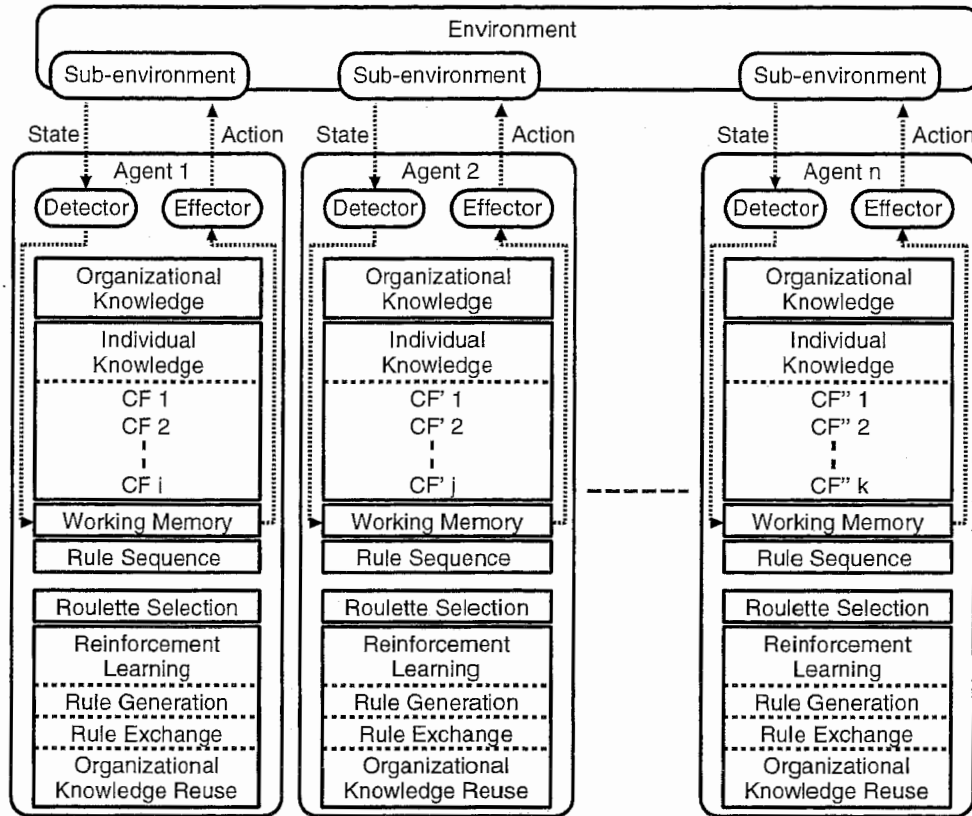 Environment
Sub-environment
Sub-environment
Sub-environment
State
Action
State
Action
State
Action
Agent 1
Detector
Effector
Organizational
Knowledge
Individual
Knowledge
CF 1
CF 2
CF i
Working Memory
Rule Sequence
Roulette Selection
Reinforcement
Learning
Rule Generation
Rule Exchange
Organizational
Knowledge Reuse
Agent 2
Detector
Effector
Organizational
Knowledge
Individual
Knowledge
CF' 1
CF' 2
CF' j
Working Memory
Rule Sequence
Roulette Selection
Reinforcement
Learning
Rule Generation
Rule Exchange
Organizational
Knowledge Reuse
Agent n
Detector
Effector
Organizational
Knowledge
Individual
Knowledge
CF'' 1
CF'' 2
CF'' k
Working Memory
Rule Sequence
Roulette Selection
Reinforcement
Learning
Rule Generation
Rule Exchange
Organizational
Knowledge Reuse